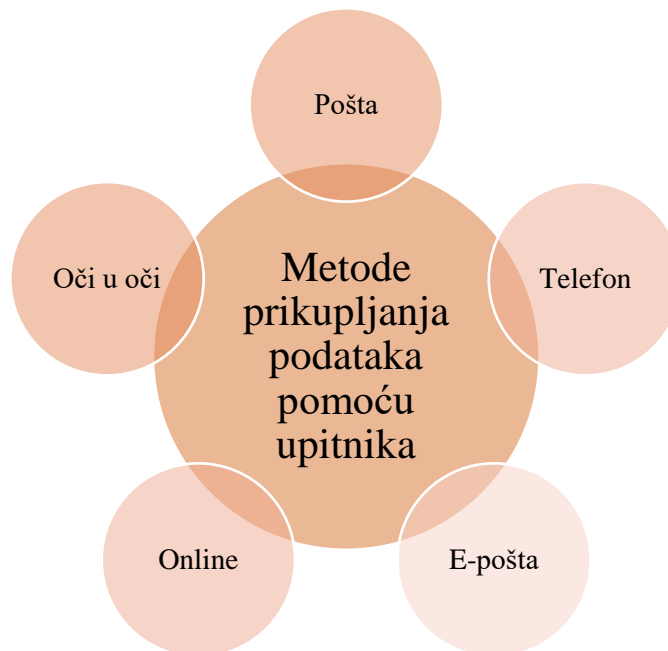 Pošta
Oči u oči
Metode
prikupljanja
podataka
pomoću
upitnika
Telefon
Online
E-pošta